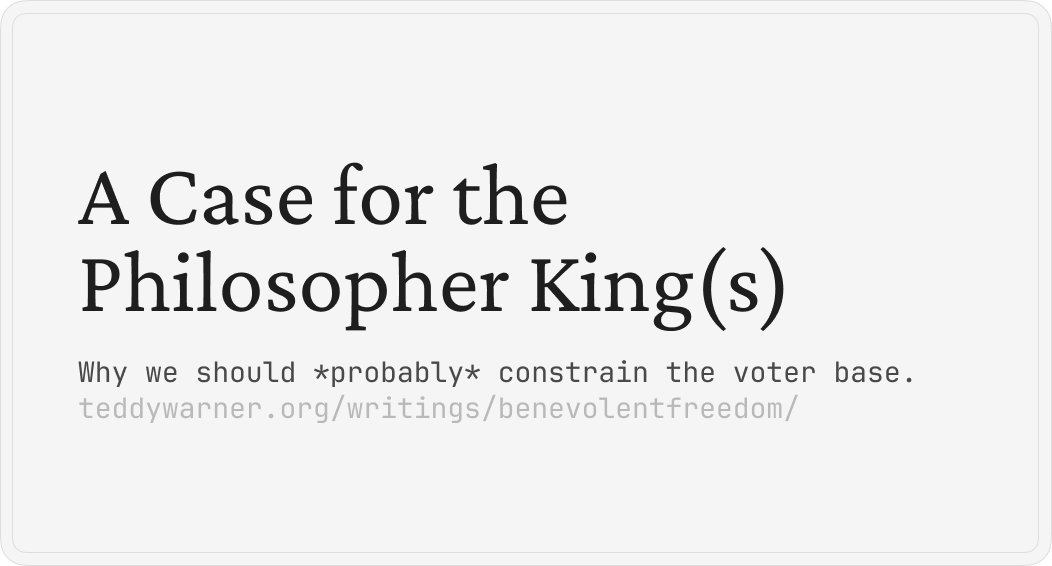 A Case for the
Philosopher King(s)
Why we should *probably* constrain the voter base.
teddywarner.org/writings/benevolentfreedom/